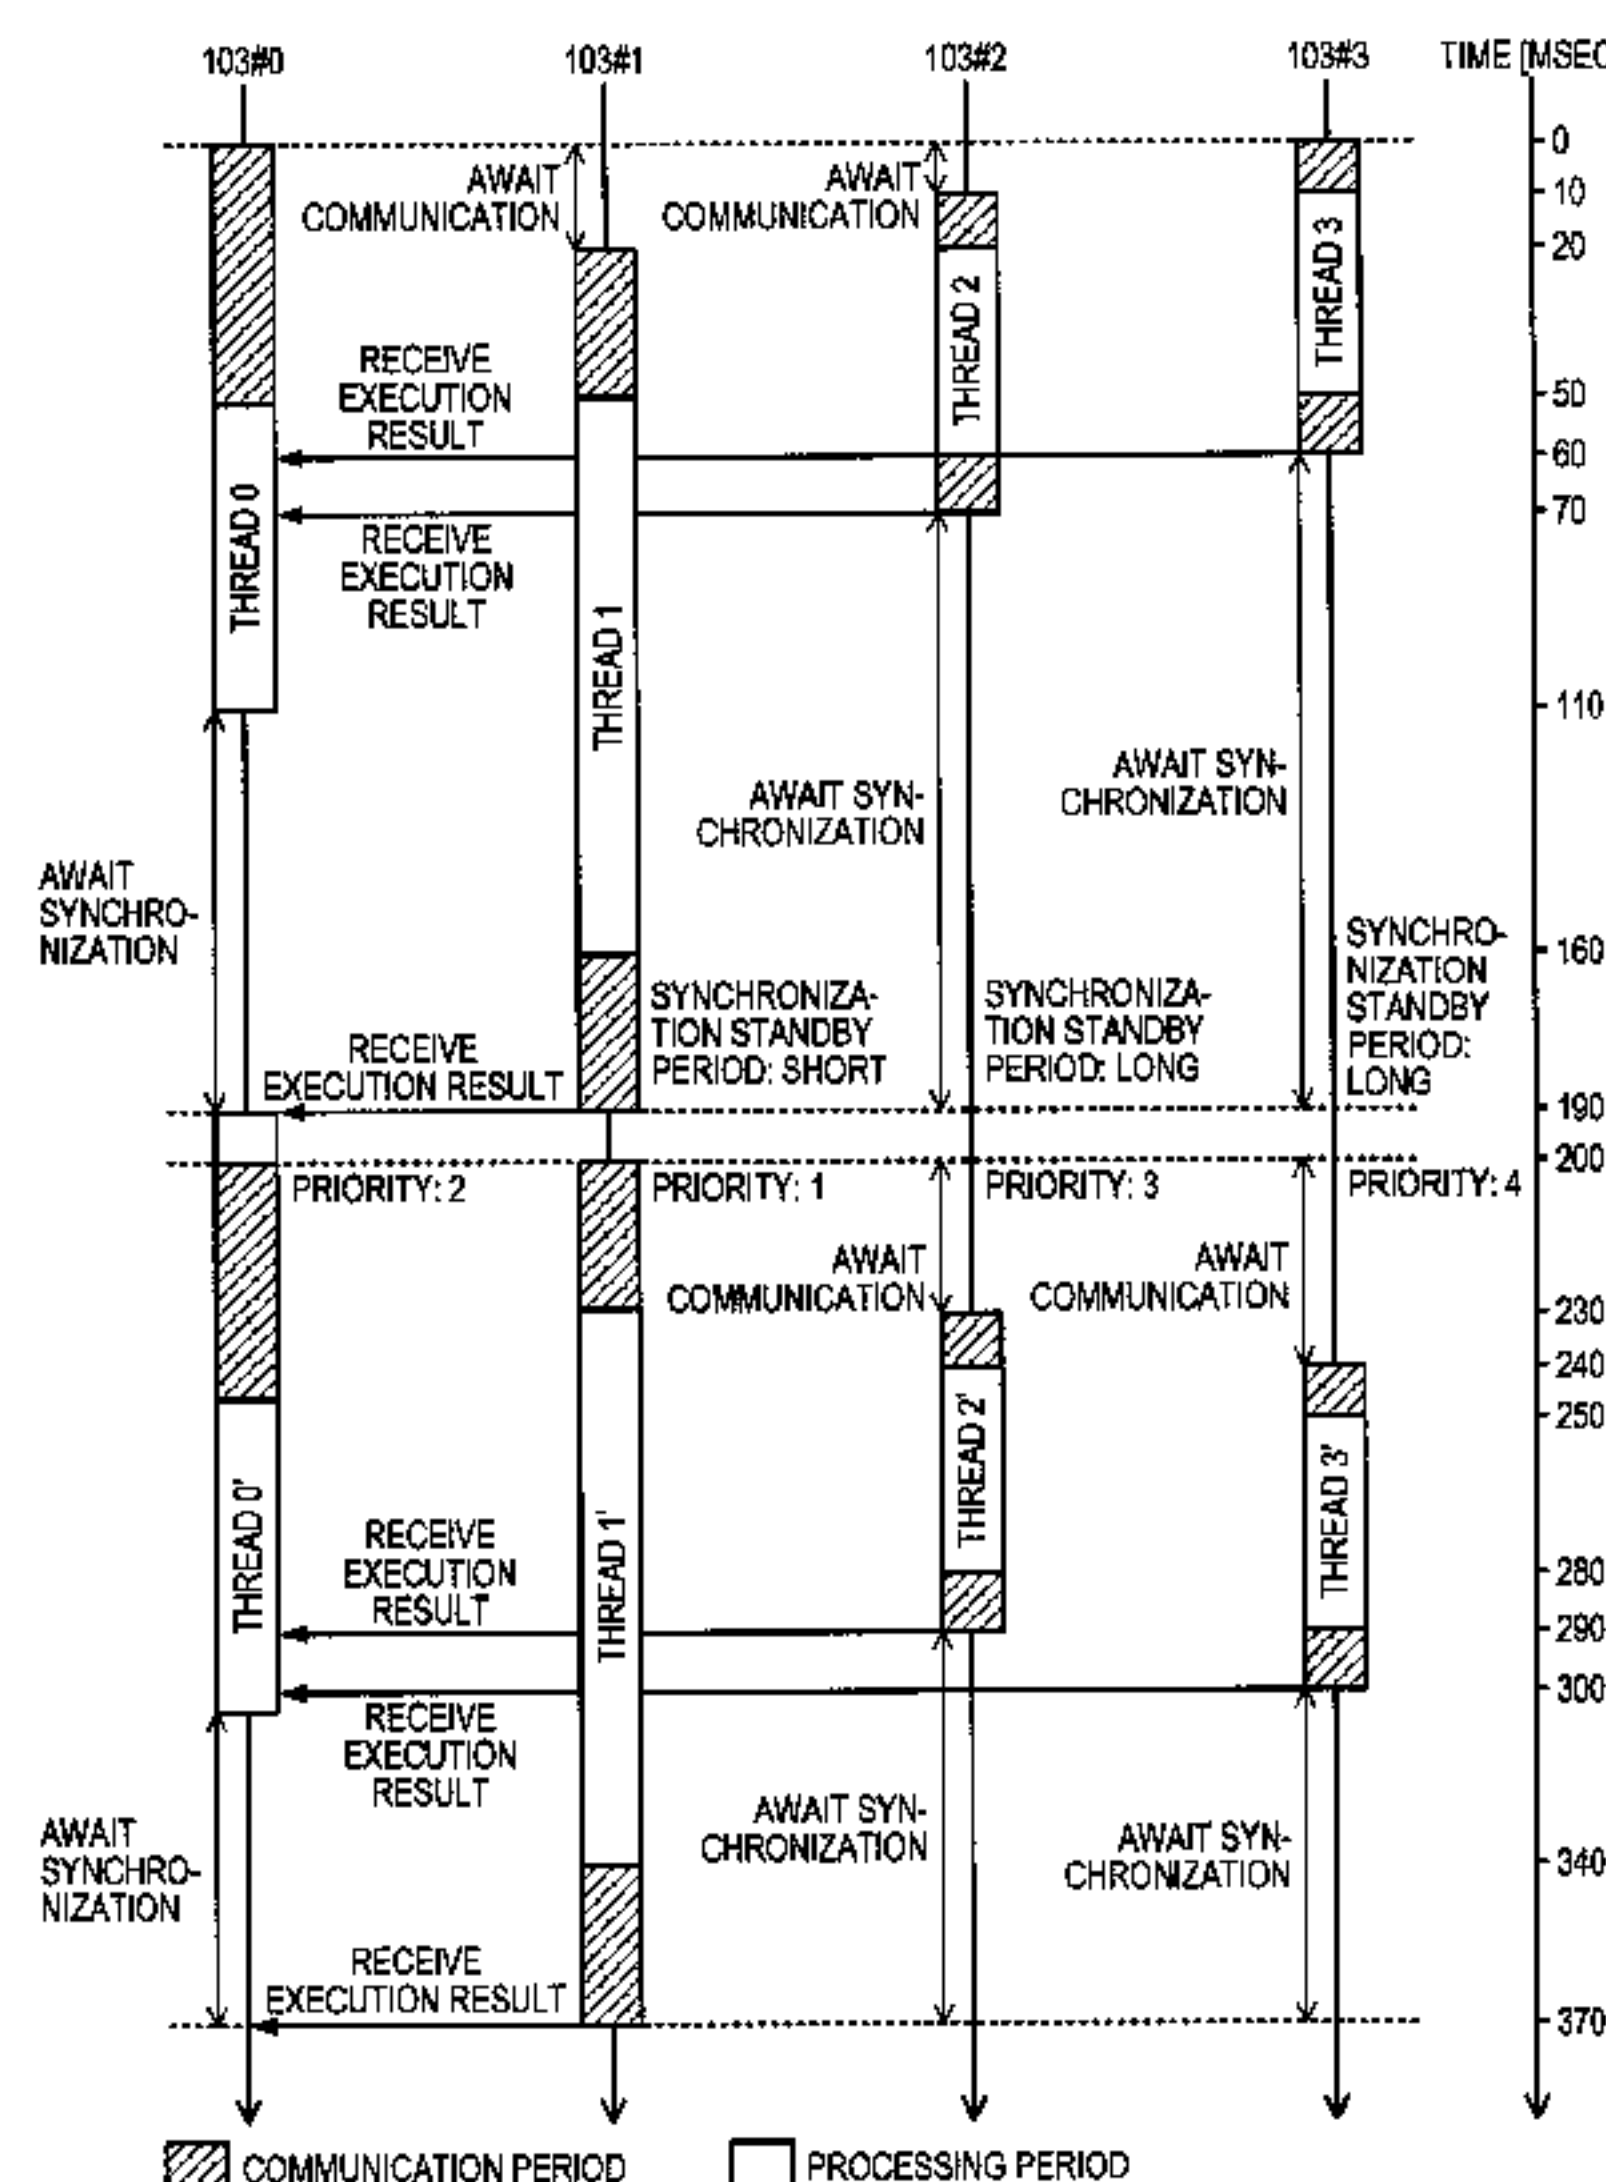 103#0
103#1
103#2
103#3
TIME [MSEC
0
10
20
50
60
70
110
160
190
200
230
240
250
280
290
300
340
370
AWAIT
COMMUNICATION
AWAIT
COMMUNICATION
THREAD 3
THREAD 2
RECEIVE
EXECUTION
RESULT
THREAD 0
RECEIVE
EXECUTION
RESULT
THREAD 1
AWAIT SYN-
CHRONIZATION
AWAIT SYN-
CHRONIZATION
AWAIT
SYNCHRO-
NIZATION
SYNCHRONIZA-
TION STANDBY
PERIOD: SHORT
SYNCHRONIZA-
TION STANDBY
PERIOD: LONG
SYNCHRO-
NIZATION
STANDBY
PERIOD:
LONG
RECEIVE
EXECUTION RESULT
PRIORITY: 2
PRIORITY: 1
PRIORITY: 3
PRIORITY: 4
AWAIT
COMMUNICATION
AWAIT
COMMUNICATION
THREAD 0'
THREAD 1'
THREAD 2'
THREAD 3'
RECEIVE
EXECUTION
RESULT
RECEIVE
EXECUTION
RESULT
AWAIT
SYNCHRO-
NIZATION
AWAIT SYN-
CHRONIZATION
AWAIT SYN-
CHRONIZATION
RECEIVE
EXECUTION RESULT
COMMUNICATION PERIOD
PROCESSING PERIOD